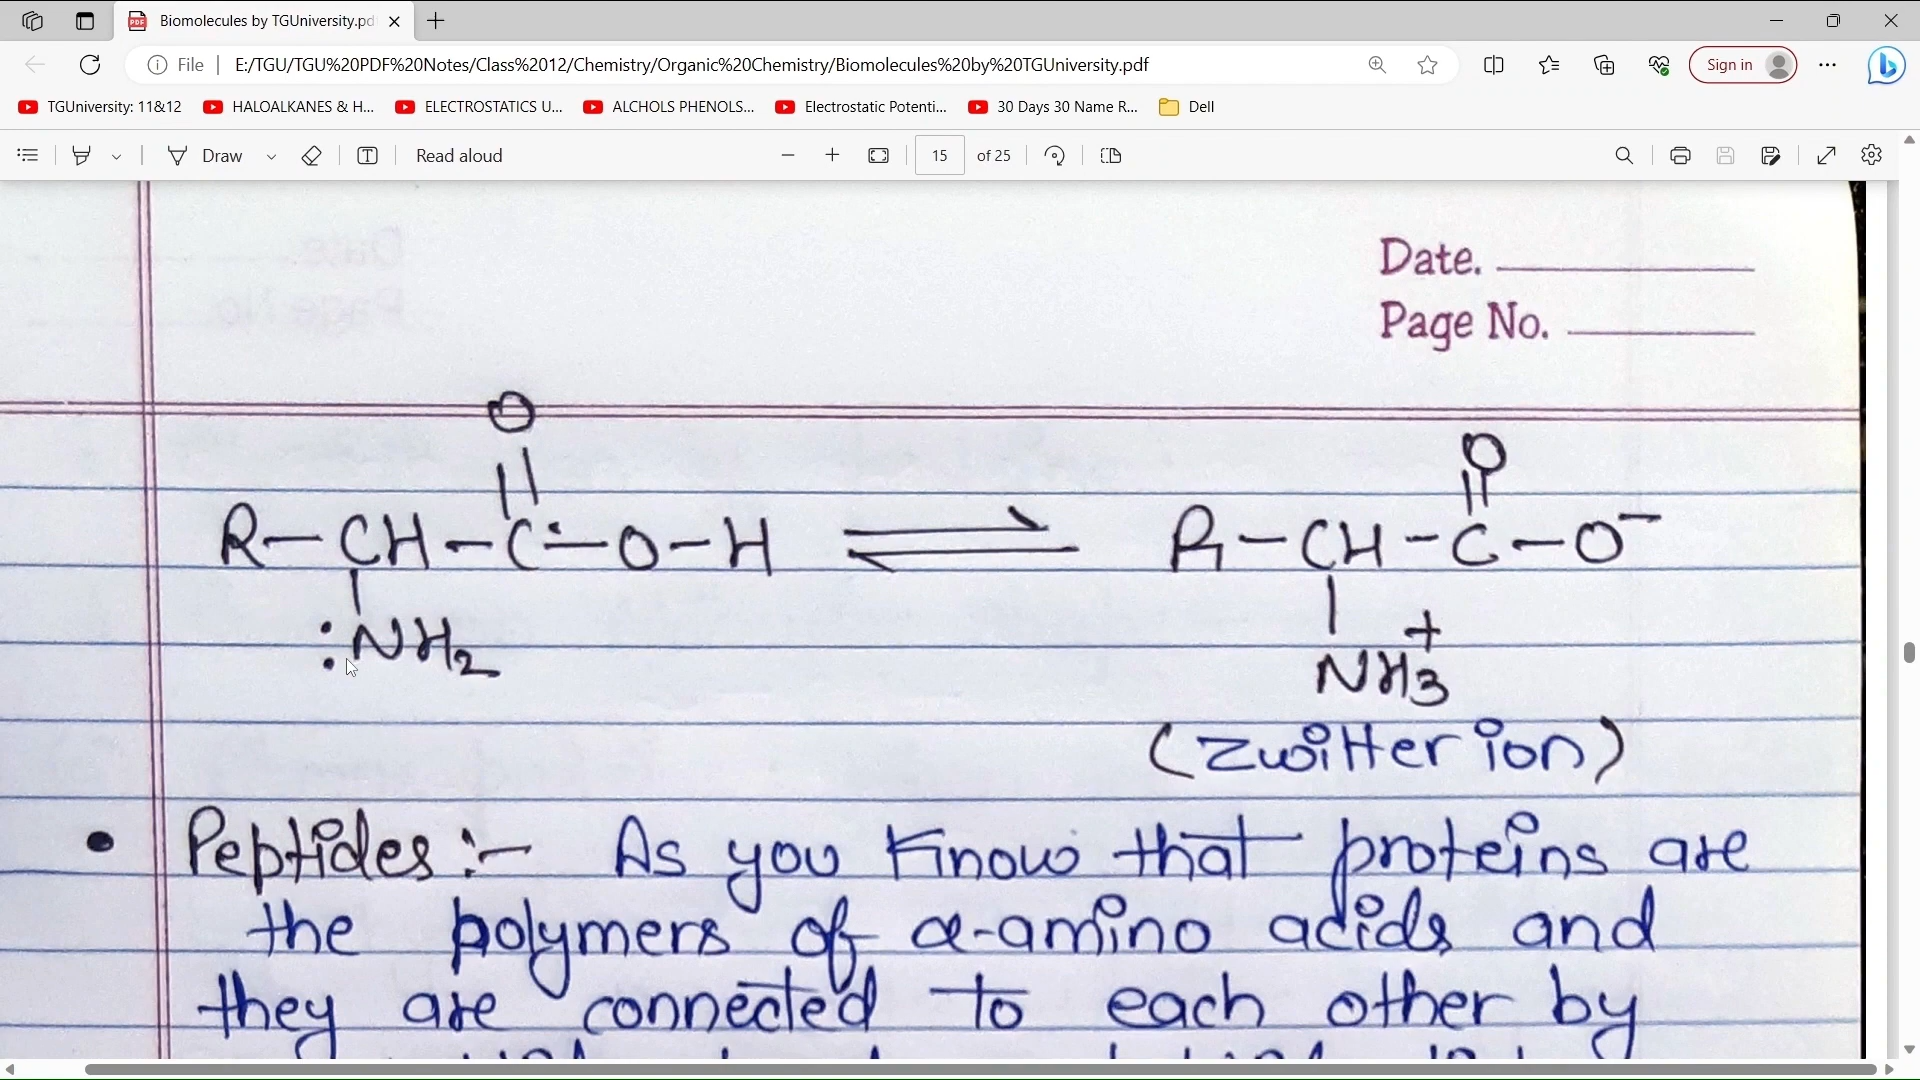 Biomolecules by TGUniversity.pd
File
E:/TGU/TGU%20PDF%20Notes/Class%2012/Chemistry/Organic%20Chemistry/Biomolecules%20by%20TGUniversity.pdf
Sign in
TGUniversity: 11&12
HALOALKANES & H...
ELECTROSTATICS U...
ALCHOLS PHENOLS...
Electrostatic Potenti...
30 Days 30 Name R...
Dell
Draw
Read aloud
15 of 25
Date.
Page No.
O
||
R-CH-C-O-H ⇌ R-CH-C-O⁻
O
||
|
:NH₂
|
+
NH₃
(Zwitter ion)
• Peptides:- As you Know that proteins are
the polymers of α-amino acids and
they are connected to each other by